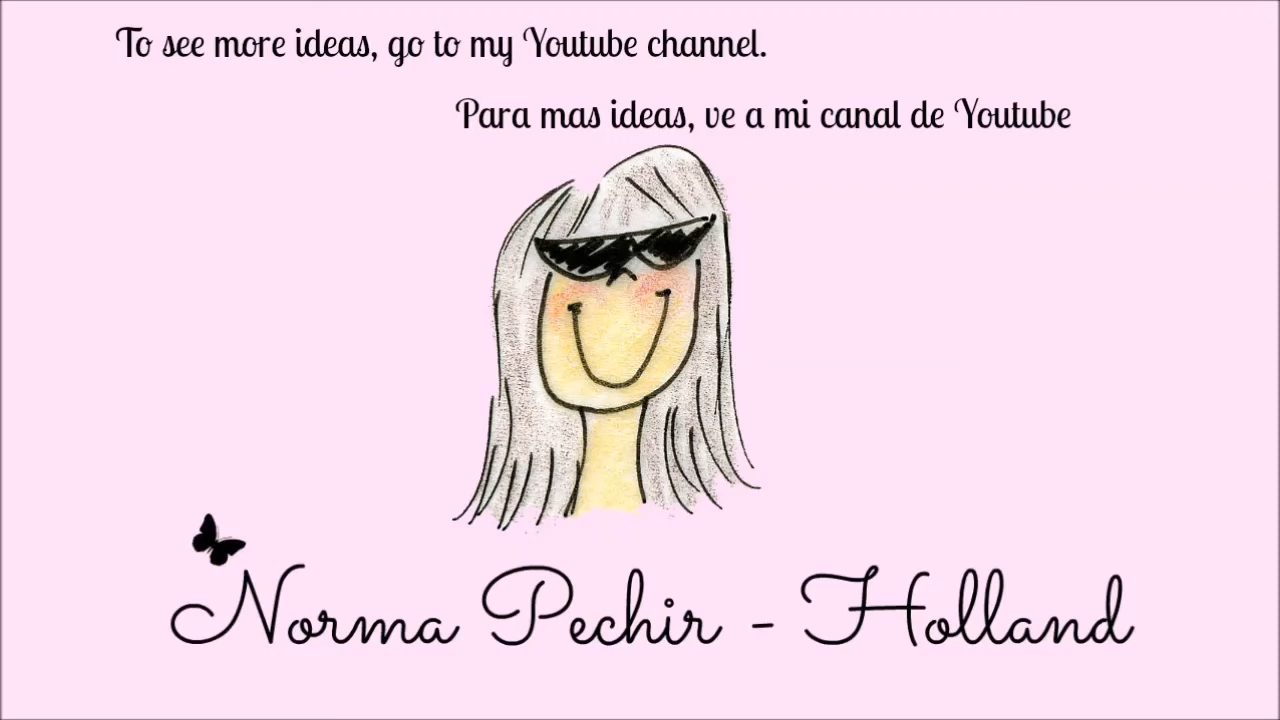 To see more ideas, go to my Youtube channel.
Para mas ideas, ve a mi canal de Youtube
Norma Pechir - Holland